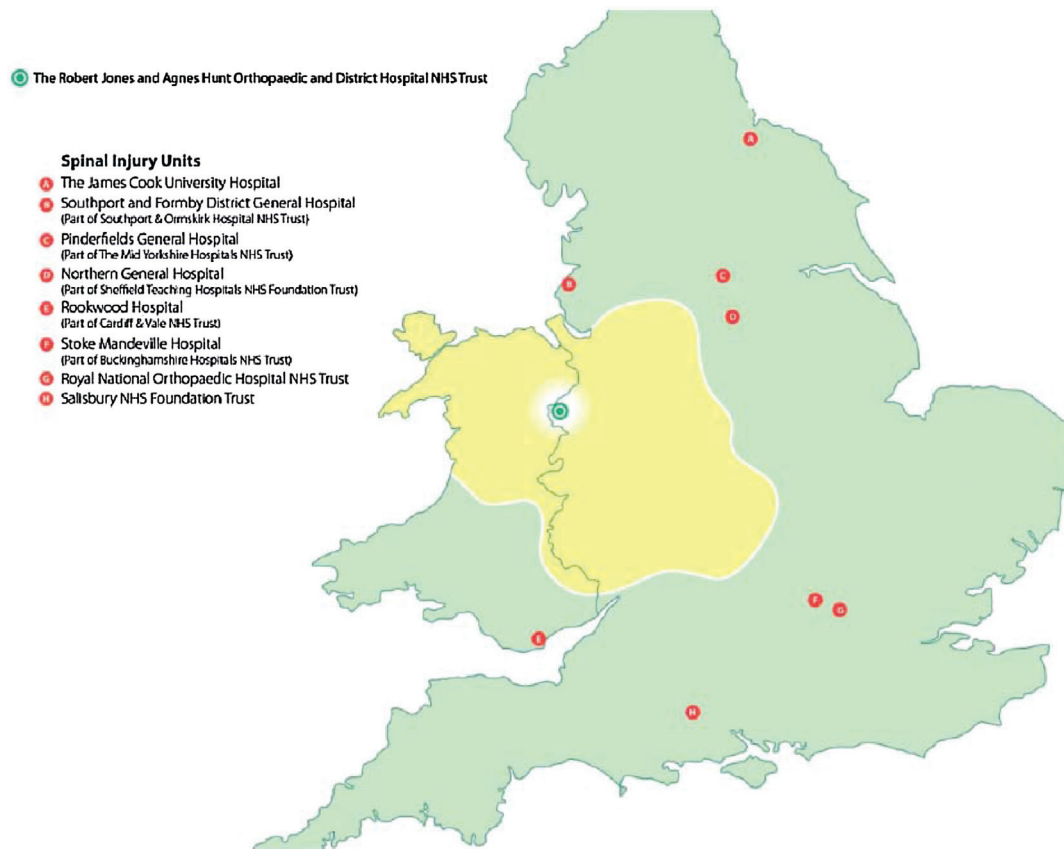 The Robert Jones and Agnes Hunt Orthopaedic and District Hospital NHS Trust
Spinal Injury Units
A The James Cook University Hospital
B Southport and Formby District General Hospital
(Part of Southport & Ormskirk Hospital NHS Trust)
C Pinderfields General Hospital
(Part of The Mid Yorkshire Hospitals NHS Trust)
D Northern General Hospital
(Part of Sheffield Teaching Hospitals NHS Foundation Trust)
E Rookwood Hospital
(Part of Cardiff & Vale NHS Trust)
F Stoke Mandeville Hospital
(Part of Buckinghamshire Hospitals NHS Trust)
G Royal National Orthopaedic Hospital NHS Trust
H Salisbury NHS Foundation Trust
A
C
B
D
F
G
E
H